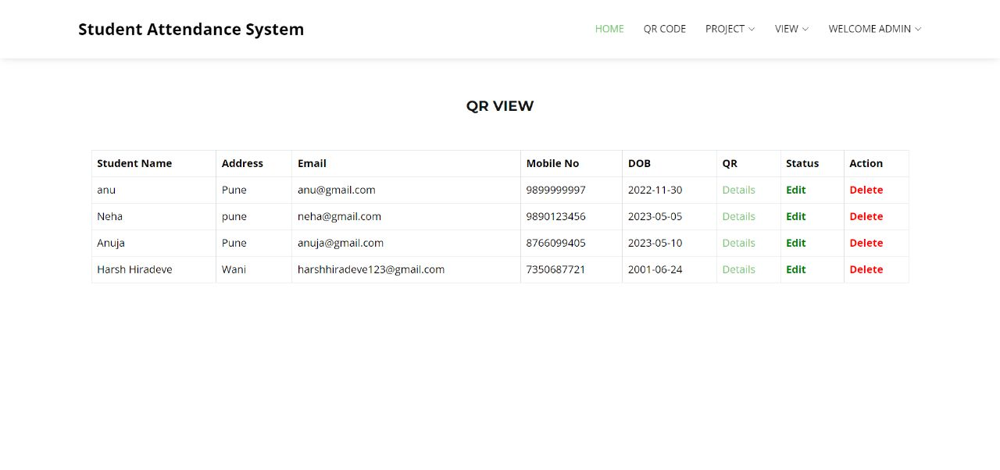 Student Attendance System HOME QR CODE PROJECT VIEW WELCOME ADMIN
QR VIEW
Student Name Address Email Mobile No DOB QR Status Action
anu Pune anu@gmail.com 9899999997 2022-11-30 Details Edit Delete
Neha pune neha@gmail.com 9890123456 2023-05-05 Details Edit Delete
Anuja Pune anuja@gmail.com 8766099405 2023-05-10 Details Edit Delete
Harsh Hiradeve Wani harshhiradeve123@gmail.com 7350687721 2001-06-24 Details Edit Delete